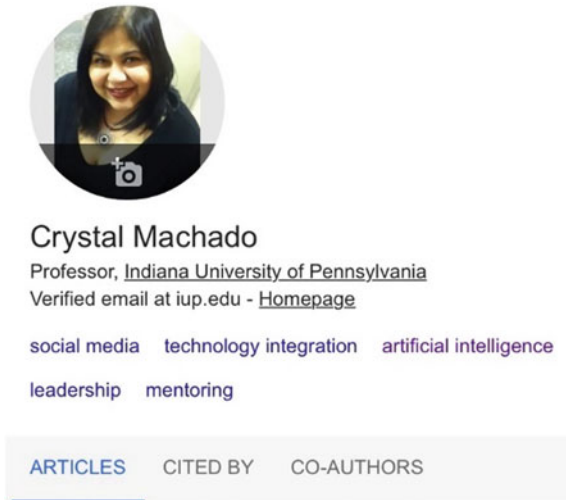 Crystal Machado
Professor, Indiana University of Pennsylvania
Verified email at iup.edu - Homepage
social media technology integration artificial intelligence
leadership mentoring
ARTICLES CITED BY CO-AUTHORS